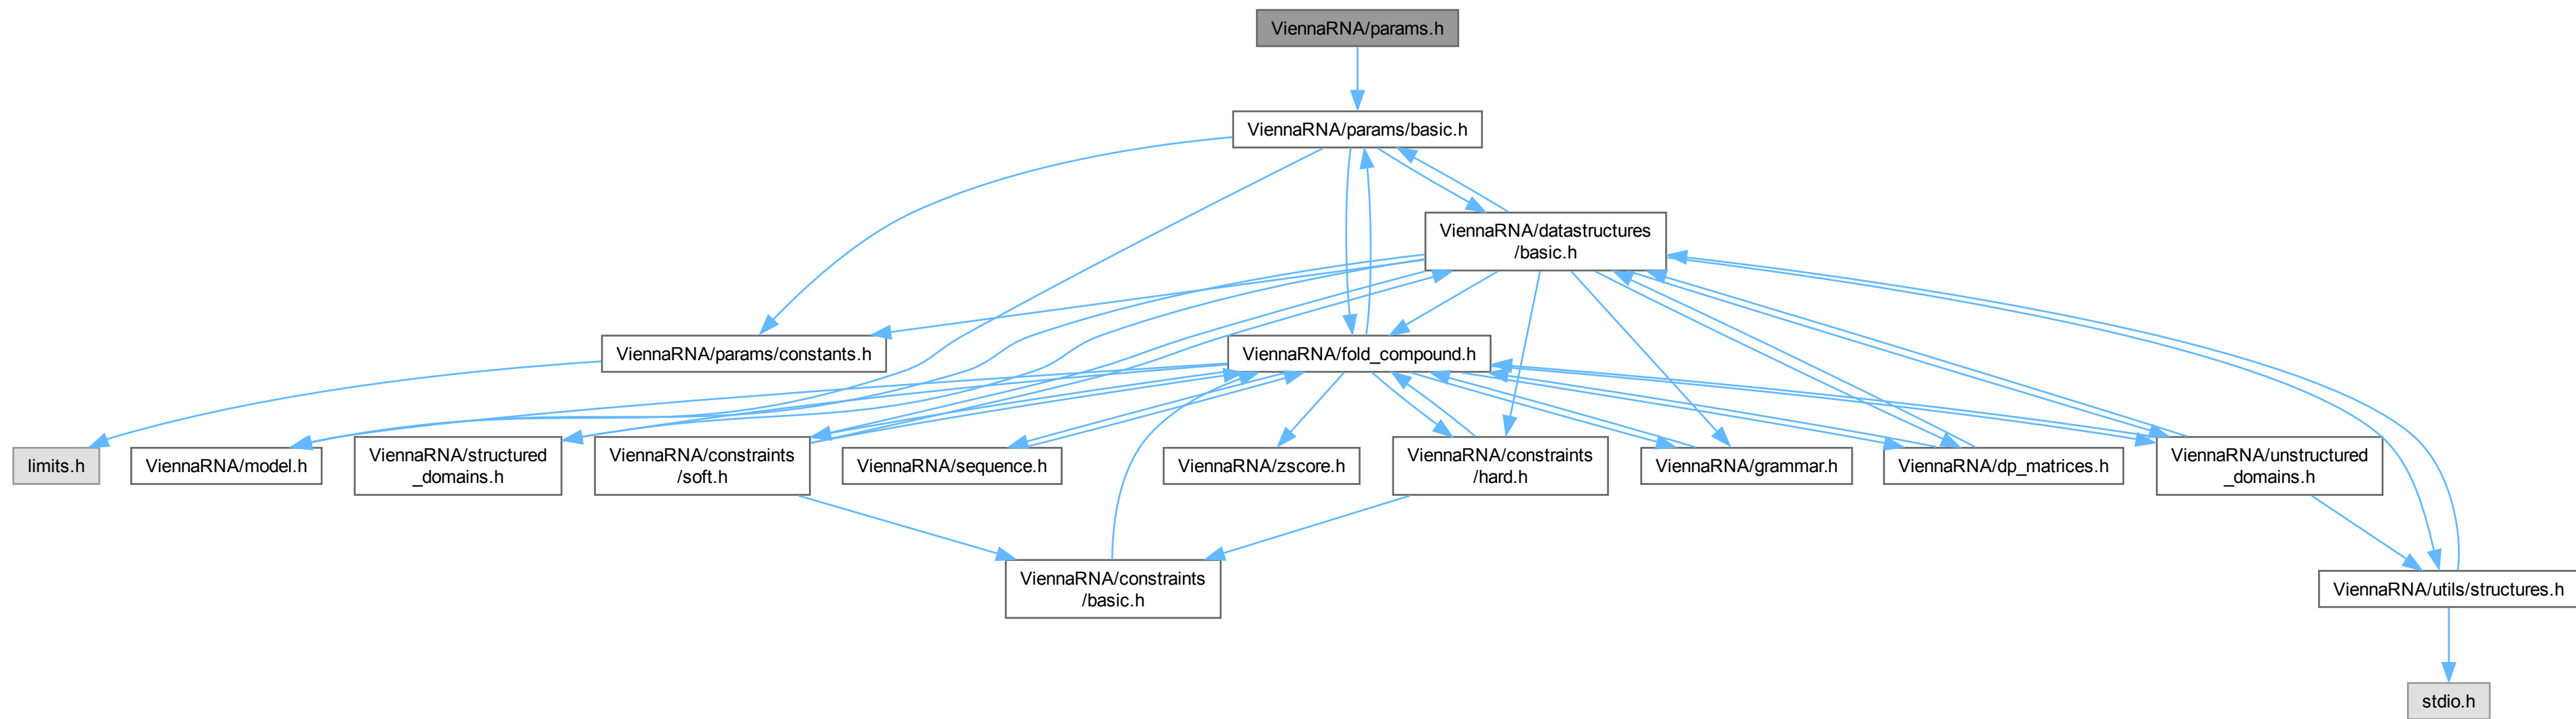 ViennaRNA/params.h
ViennaRNA/params/basic.h
ViennaRNA/datastructures
/basic.h
ViennaRNA/params/constants.h
ViennaRNA/fold_compound.h
limits.h
ViennaRNA/model.h
ViennaRNA/structured
_domains.h
ViennaRNA/constraints
/soft.h
ViennaRNA/sequence.h
ViennaRNA/zscore.h
ViennaRNA/constraints
/hard.h
ViennaRNA/grammar.h
ViennaRNA/dp_matrices.h
ViennaRNA/unstructured
_domains.h
ViennaRNA/constraints
/basic.h
ViennaRNA/utils/structures.h
stdio.h